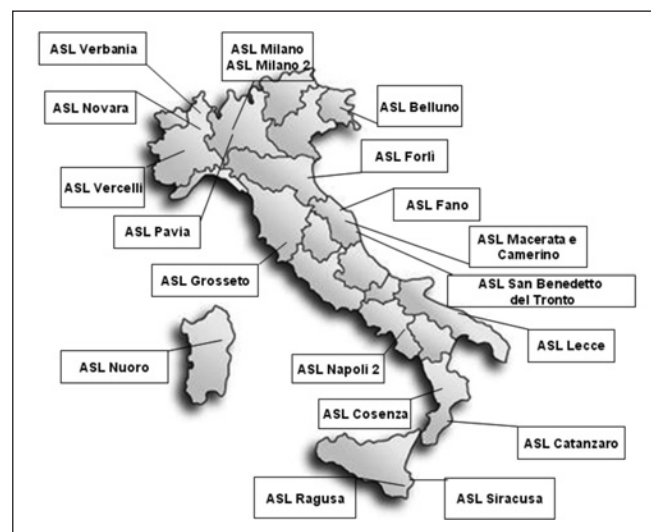 ASL Verbania
ASL Milano
ASL Milano 2
ASL Novara
ASL Belluno
ASL Forlì
ASL Vercelli
ASL Fano
ASL Pavia
ASL Macerata e
Camerino
ASL Grosseto
ASL San Benedetto
del Tronto
ASL Lecce
ASL Nuoro
ASL Napoli 2
ASL Cosenza
ASL Catanzaro
ASL Ragusa
ASL Siracusa